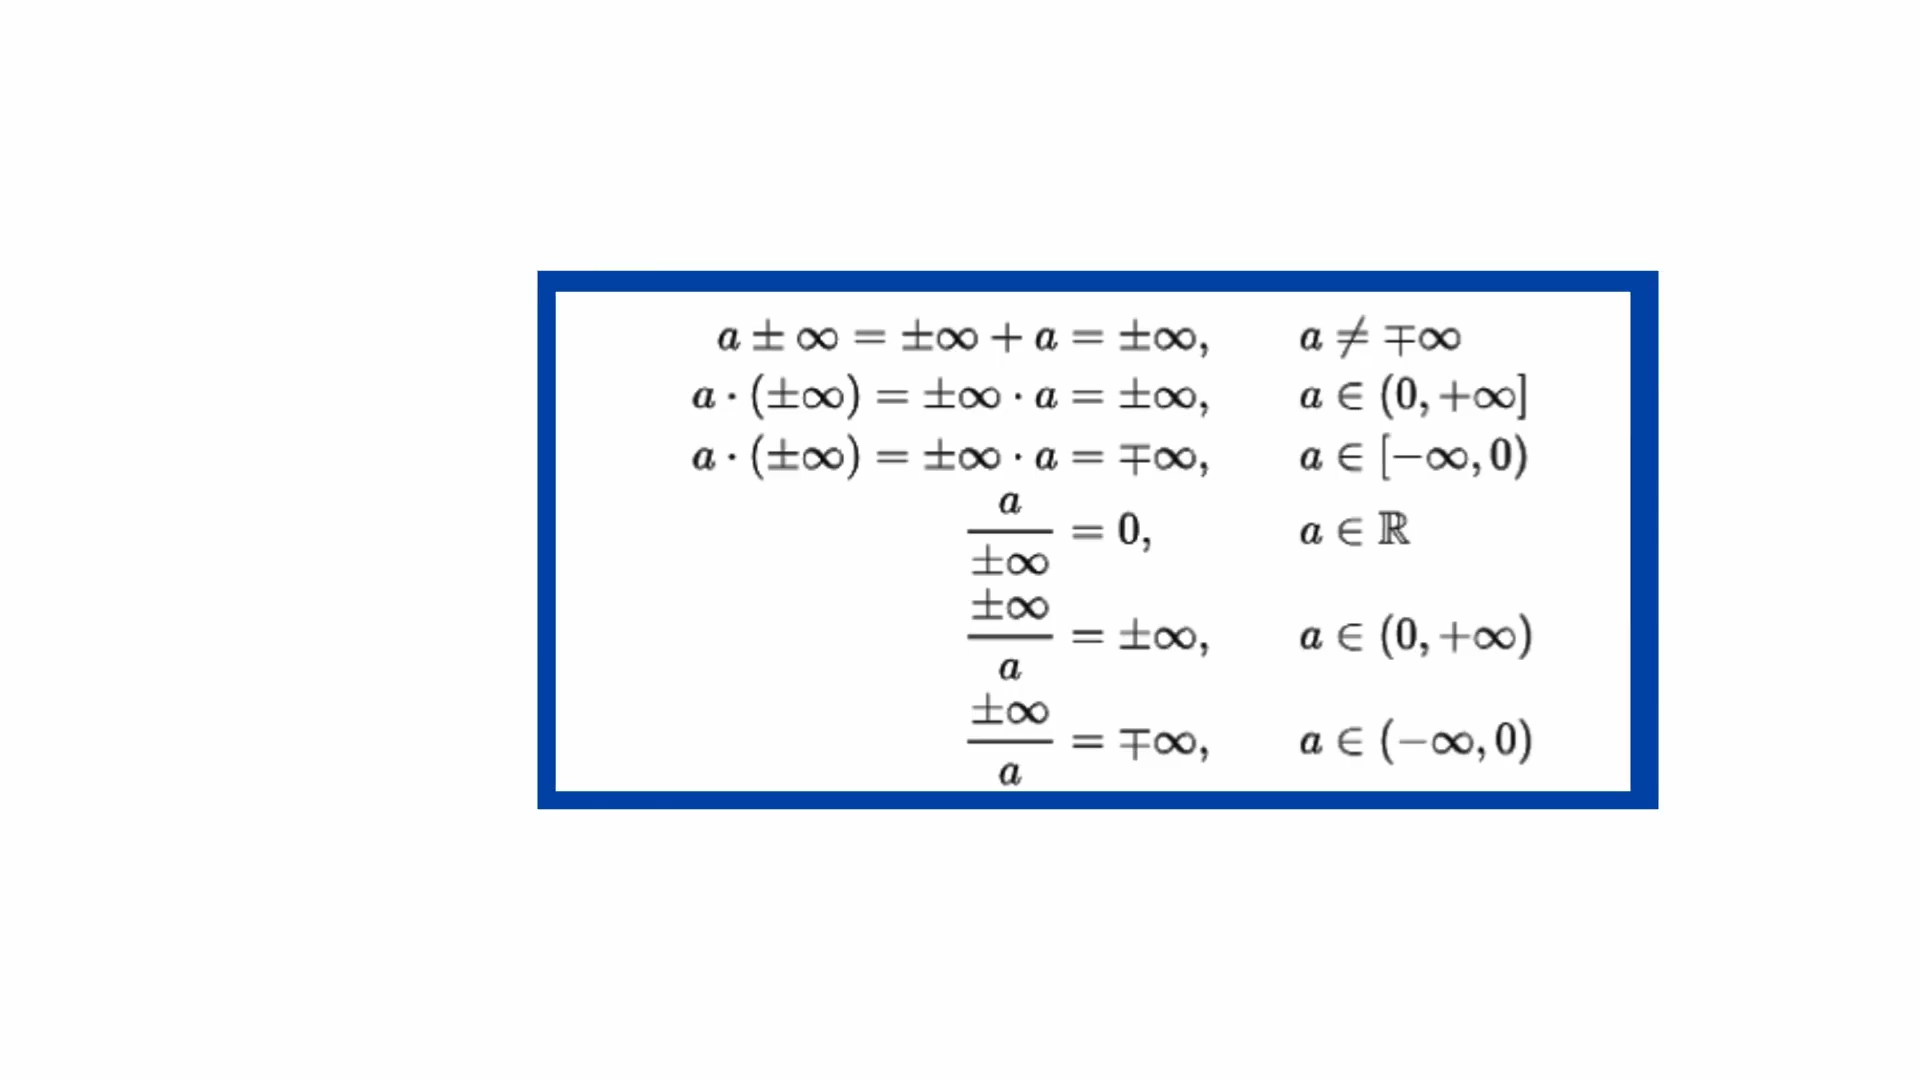 a ± ∞ = ±∞ + a = ±∞, a ≠ ∓∞
a · (±∞) = ±∞ · a = ±∞, a ∈ (0, +∞]
a · (±∞) = ±∞ · a = ∓∞, a ∈ [−∞, 0)
a
/ ±∞ = 0, a ∈ ℝ
±∞
/ a = ±∞, a ∈ (0, +∞)
±∞
/ a = ∓∞, a ∈ (−∞, 0)